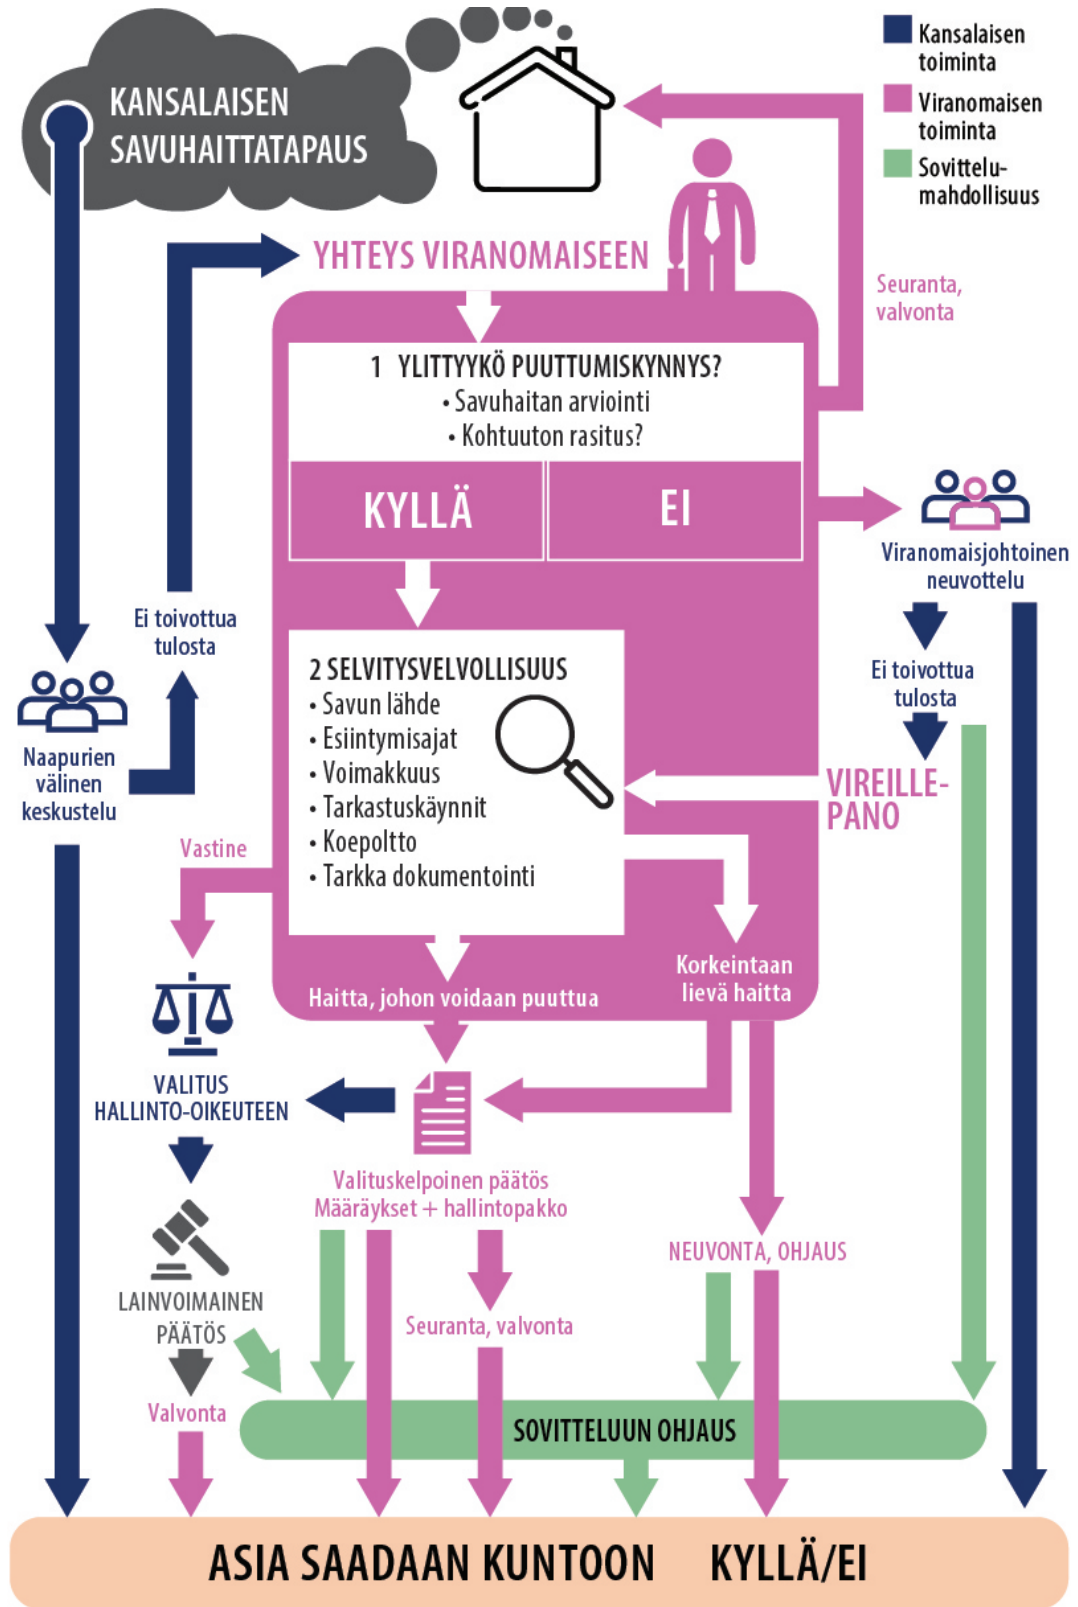 KANSALAISEN
SAVUHAITTATAPAUS
Kansalaisen
toiminta
Viranomaisen
toiminta
Sovittelu-
mahdollisuus
YHTEYS VIRANOMAISEEN
Seuranta,
valvonta
1 YLITTYYKÖ PUUTTUMISKYNNYS?
• Savuhaitan arviointi
• Kohtuuton rasitus?
KYLLÄ
EI
Viranomaisjohtoinen
neuvottelu
Ei toivottua
tulosta
Ei toivottua
tulosta
2 SELVITYSVELVOLLISUUS
• Savun lähde
• Esiintymisajat
• Voimakkuus
• Tarkastuskäynnit
• Koepoltto
• Tarkka dokumentointi
Naapurien
välinen
keskustelu
VIREILLE-
PANO
Vastine
Korkeintaan
lievä haitta
Haitta, johon voidaan puuttua
VALITUS
HALLINTO-OIKEUTEEN
Valituskelpoinen päätös
Määräykset + hallintopakko
NEUVONTA, OHJAUS
LAINVOIMAINEN
PÄÄTÖS
Seuranta, valvonta
Valvonta
SOVITTELUUN OHJAUS
ASIA SAADAAN KUNTOON KYLLÄ/EI